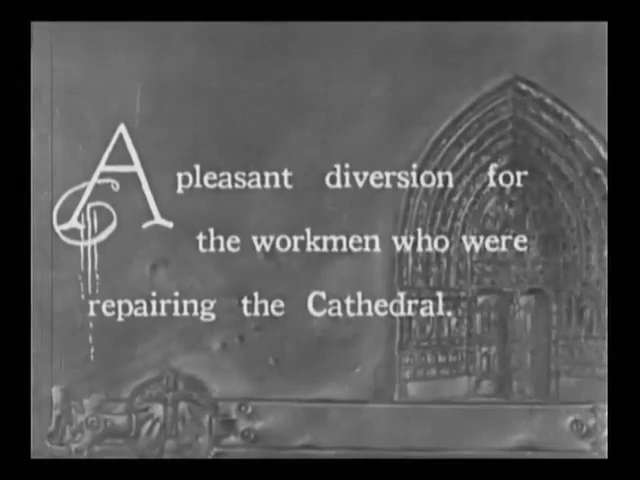 A pleasant diversion for
the workmen who were
repairing the Cathedral.